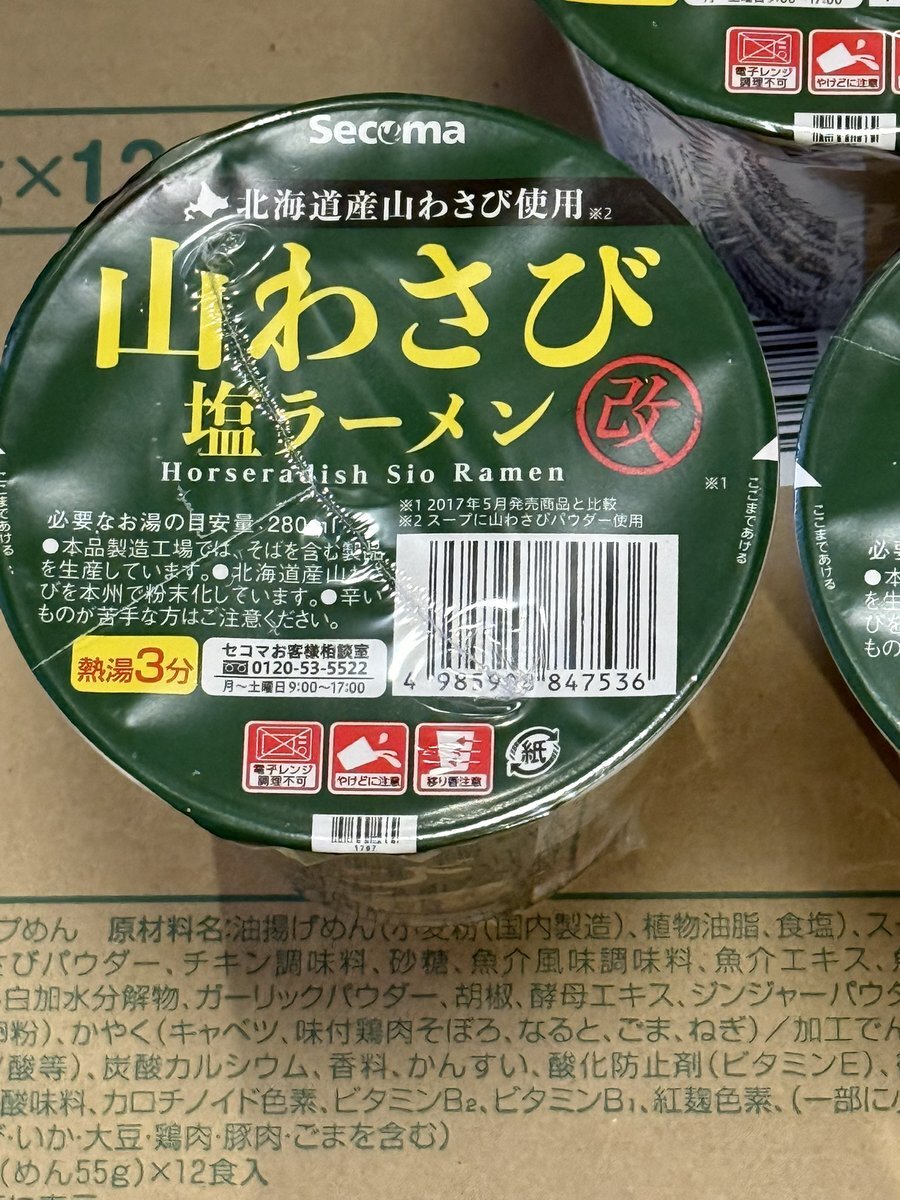 電子レンジ
調理不可
やけどに注意
×12
Secoma
北海道産山わさび使用※2
山わさび
塩ラーメン
改
Horseradish Sio Ramen
※1
※1 2017年5月発売商品と比較
※2 スープに山わさびパウダー使用
ここまであける
ここまであける
必要なお湯の目安量:280ml
●本品製造工場では、そばを含む製品
を生産しています。●北海道産山わさ
びを本州で粉末化しています。●辛い
ものが苦手な方はご注意ください。
熱湯3分
セコマお客様相談室
0120-53-5522
月〜土曜日9:00〜17:00
847536
電子レンジ
調理不可
やけどに注意
移り香注意
紙
1797
ここまであける
プめん 原材料名:油揚げめん(小麦粉(国内製造)、植物油脂、食塩)、ス
さびパウダー、チキン調味料、砂糖、魚介風味調味料、魚介エキス、
白加水分解物、ガーリックパウダー、胡椒、酵母エキス、ジンジャーパウダ
卵粉)、かやく(キャベツ、味付鶏肉そぼろ、なると、ごま、ねぎ)/加工でん
酸等)、炭酸カルシウム、香料、かんすい、酸化防止剤(ビタミンE)、
酸味料、カロチノイド色素、ビタミンB₂、ビタミンB₁、紅麹色素、(一部に小
・いか・大豆・鶏肉・豚肉・ごまを含む)
(めん55g)×12食入